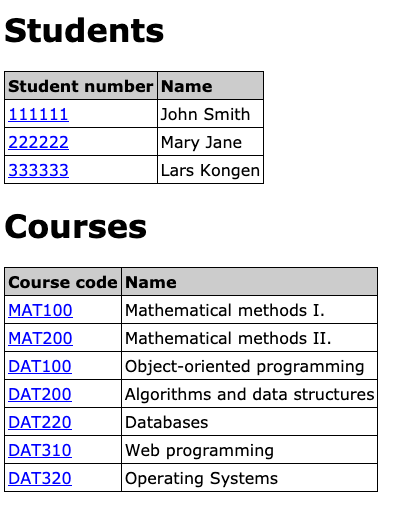 Students
Student number Name
111111 John Smith
222222 Mary Jane
333333 Lars Kongen
Courses
Course code Name
MAT100 Mathematical methods I.
MAT200 Mathematical methods II.
DAT100 Object-oriented programming
DAT200 Algorithms and data structures
DAT220 Databases
DAT310 Web programming
DAT320 Operating Systems